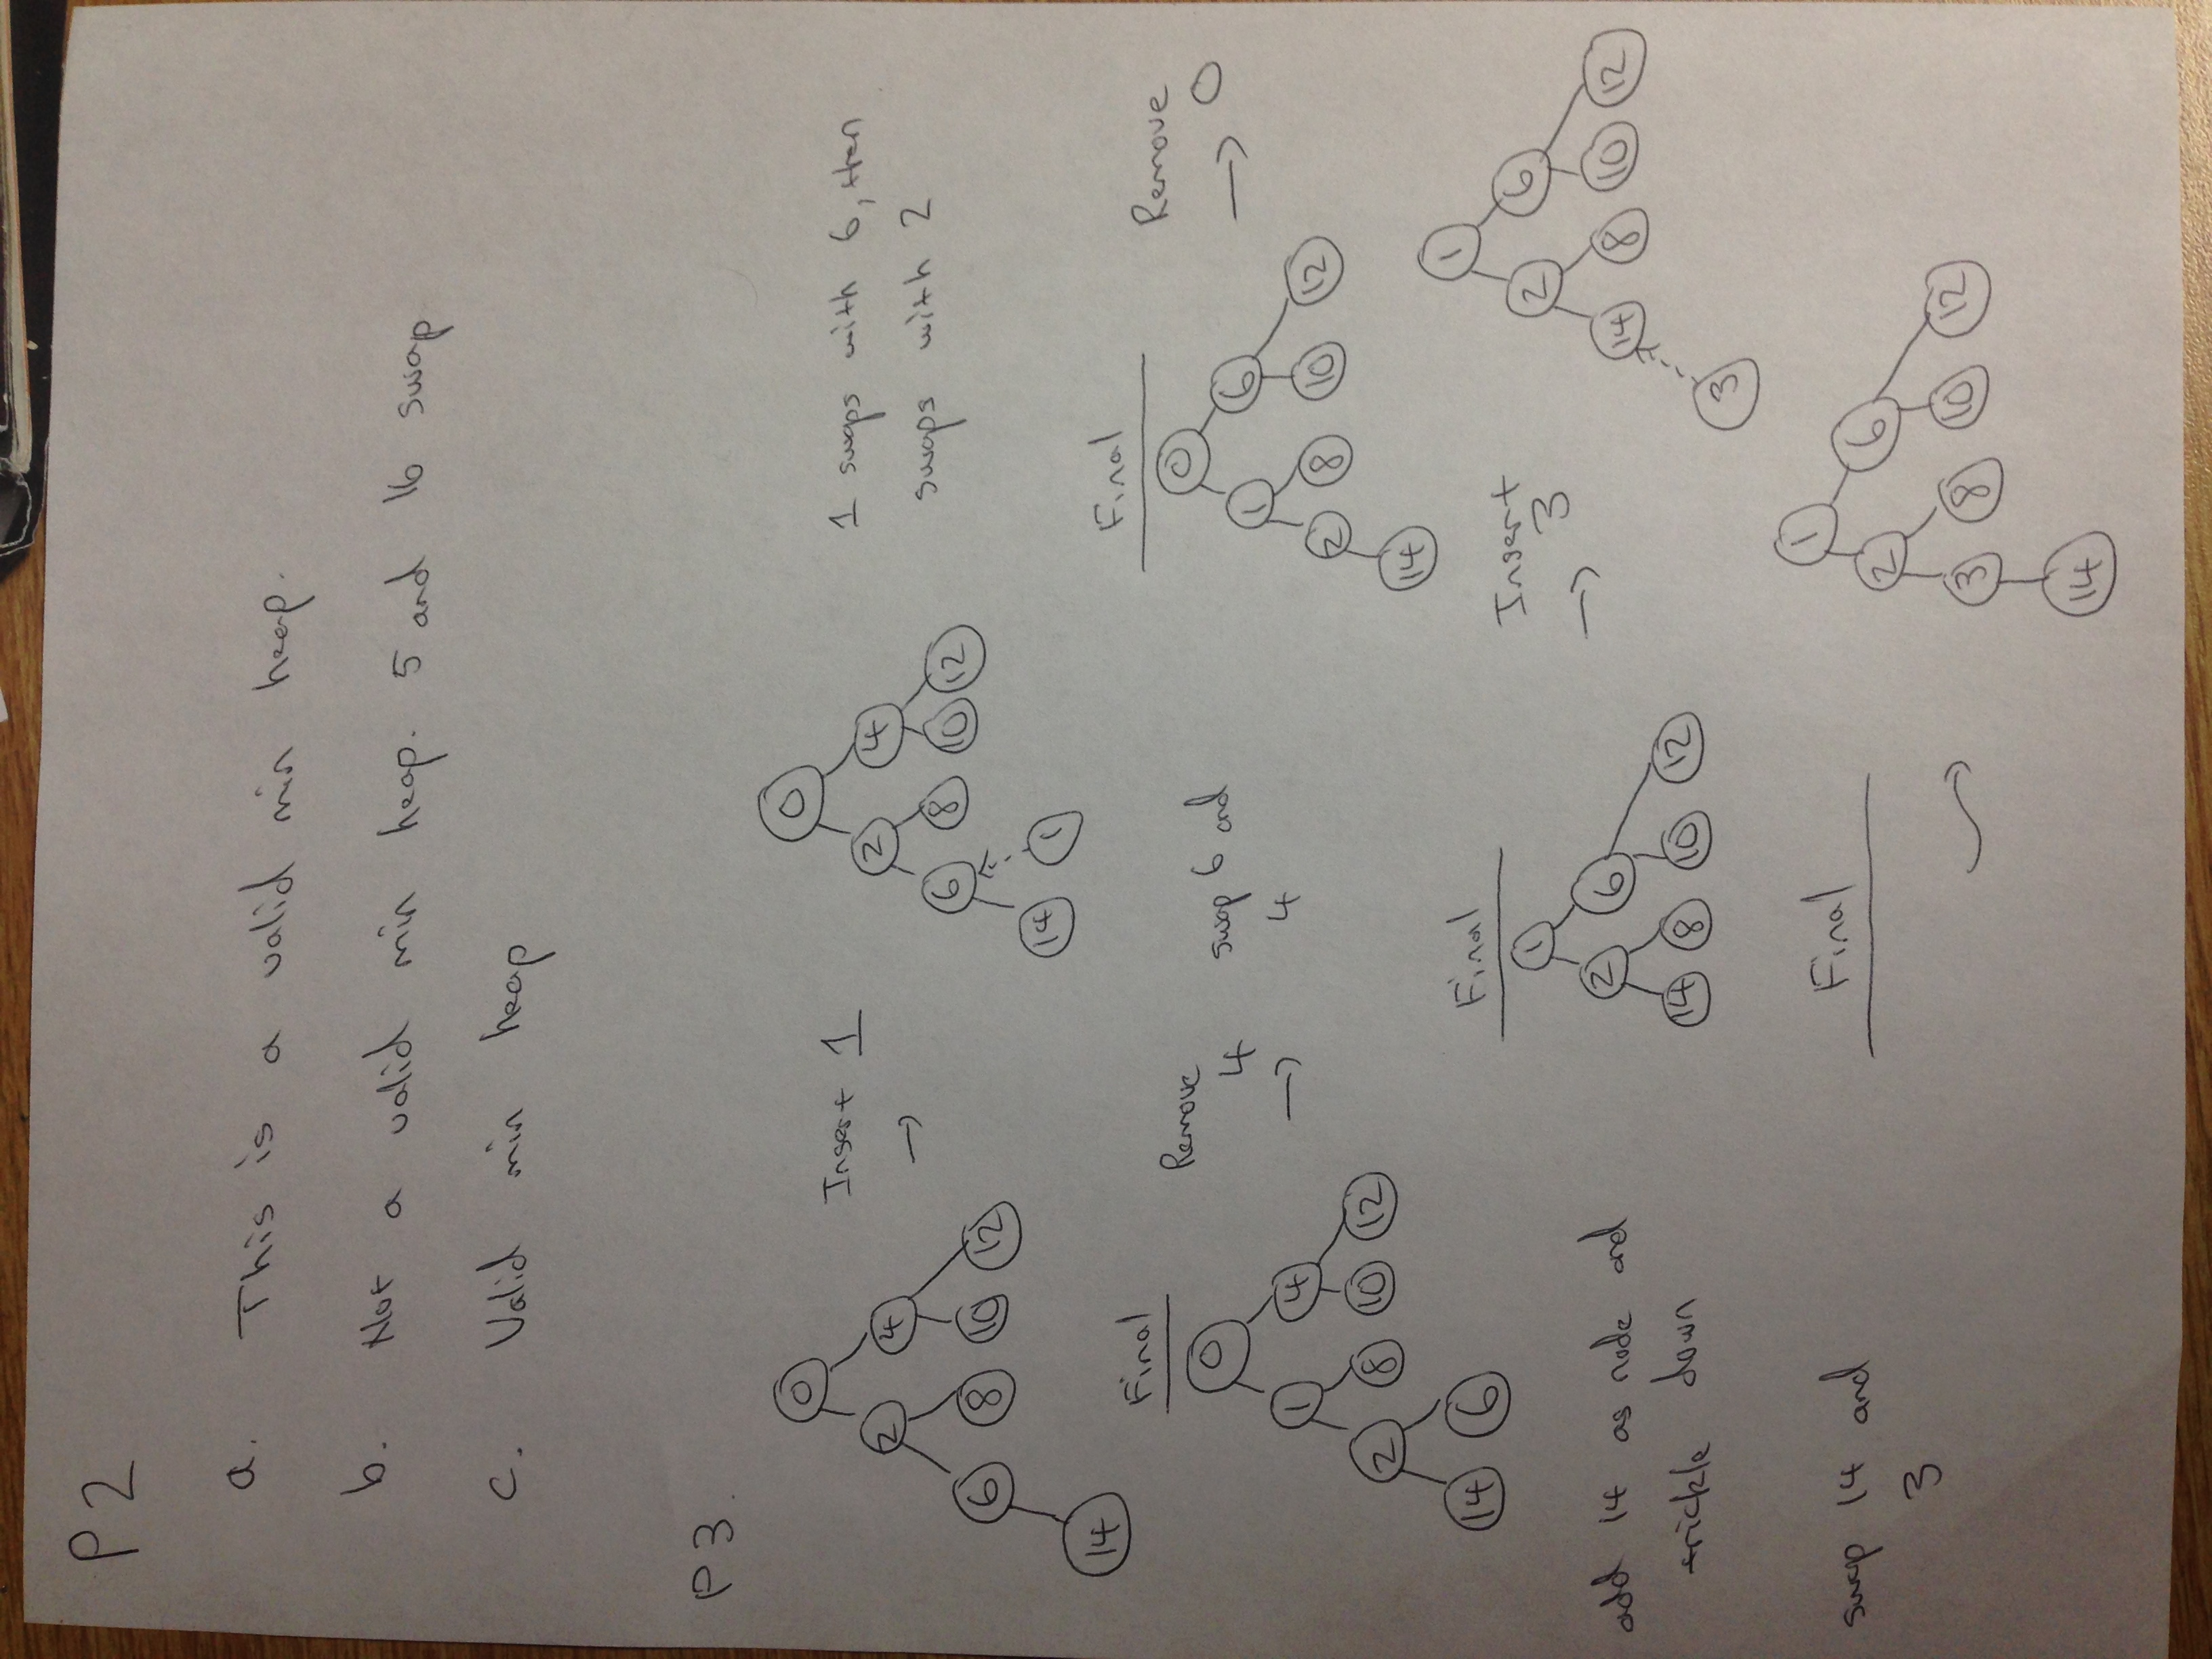 P2
a. This is a valid min heap.
b. Not a valid min heap. 5 and 16 swap
c. Valid min heap
P3.
0
2 4
6 8 10 12
14
Insert 1
→
0
2 4
6 8 10 12
14 1
1 swaps with 6, then
swaps with 2
Final
0
1 4
2 8 10 12
14 6
Remove
4
→
swap 6 and
4
Final
0
1 6
2 8 10 12
14
Remove
0
→
add 14 as node and
trickle down
Final
1
2 6
14 8 10 12
Insert
3
→
1
2 6
14 8 10 12
3
swap 14 and
3
Final
→
1
2 6
3 8 10 12
14